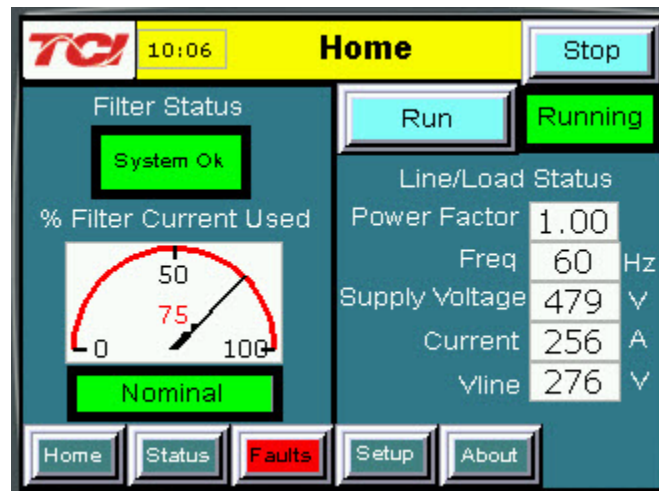 TCI 10:06 Home Stop
Filter Status
System Ok
% Filter Current Used
50
75
0 100
Nominal
Run Running
Line/Load Status
Power Factor 1.00
Freq 60 Hz
Supply Voltage 479 V
Current 256 A
Vline 276 V
Home Status Faults Setup About